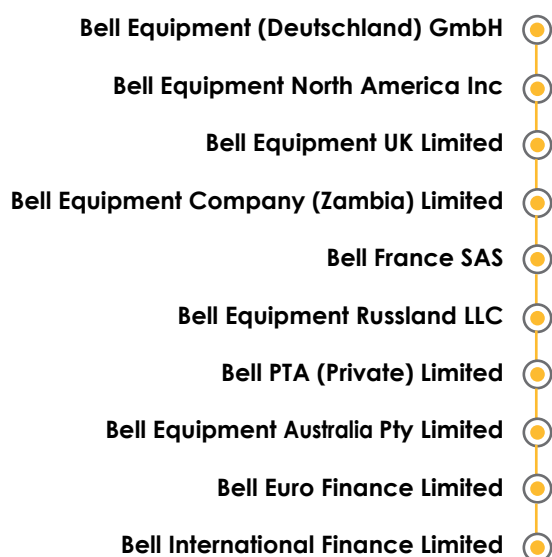 Bell Equipment (Deutschland) GmbH
Bell Equipment North America Inc
Bell Equipment UK Limited
Bell Equipment Company (Zambia) Limited
Bell France SAS
Bell Equipment Russland LLC
Bell PTA (Private) Limited
Bell Equipment Australia Pty Limited
Bell Euro Finance Limited
Bell International Finance Limited